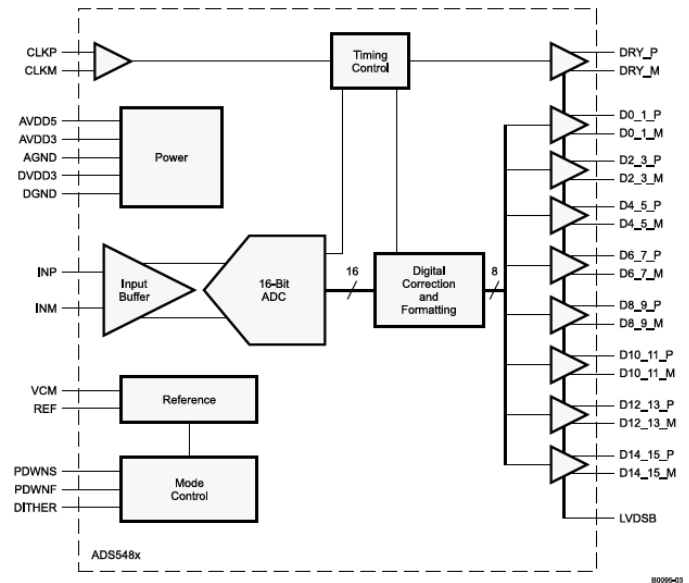 CLKP
CLKM
Timing
Control
DRY_P
DRY_M
AVDD5
AVDD3
AGND
DVDD3
DGND
Power
D0_1_P
D0_1_M
D2_3_P
D2_3_M
D4_5_P
D4_5_M
D6_7_P
D6_7_M
D8_9_P
D8_9_M
D10_11_P
D10_11_M
D12_13_P
D12_13_M
D14_15_P
D14_15_M
INP
INM
Input
Buffer
16-Bit
ADC
16
Digital
Correction
and
Formatting
8
VCM
REF
Reference
PDWNS
PDWNF
DITHER
Mode
Control
LVDSB
ADS548x
B0095-03